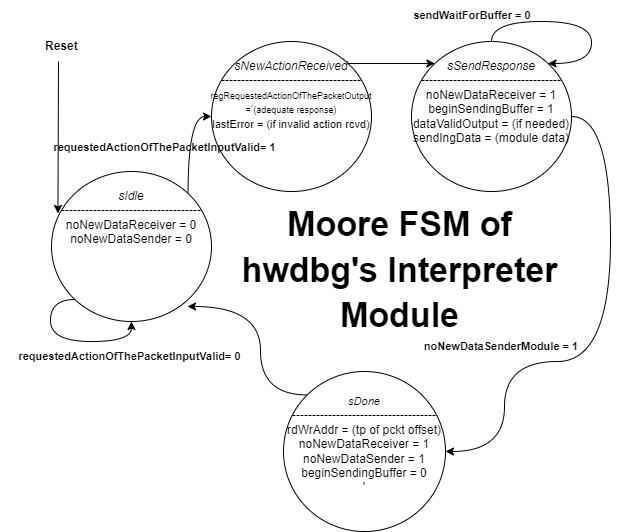 Reset
sendWaitForBuffer = 0
sNewActionReceived
regRequestedActionOfThePacketOutput
=´(adequate response)
lastError = (if invalid action rcvd)
sSendResponse
noNewDataReceiver = 1
beginSendingBuffer = 1
dataValidOutput = (if needed)
sendIngData = (module data)
requestedActionOfThePacketInputValid= 1
sIdle
noNewDataReceiver = 0
noNewDataSender = 0
Moore FSM of
hwdbg's Interpreter
Module
requestedActionOfThePacketInputValid= 0
noNewDataSenderModule = 1
sDone
rdWrAddr = (tp of pckt offset)
noNewDataReceiver = 1
noNewDataSender = 1
beginSendingBuffer = 0
'